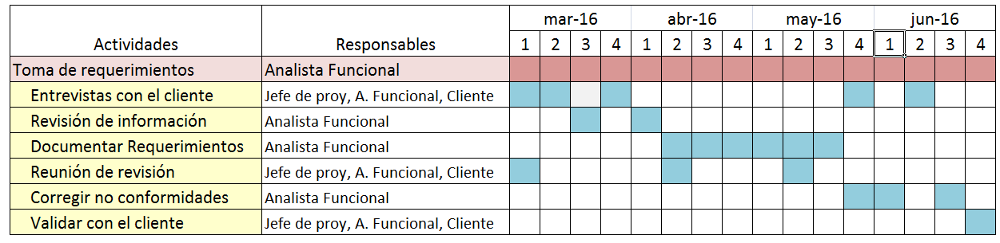 mar-16 abr-16 may-16 jun-16
Actividades Responsables 1 2 3 4 1 2 3 4 1 2 3 4 1 2 3 4
Toma de requerimientos Analista Funcional
Entrevistas con el cliente Jefe de proy, A. Funcional, Cliente
Revisión de información Analista Funcional
Documentar Requerimientos Analista Funcional
Reunión de revisión Jefe de proy, A. Funcional, Cliente
Corregir no conformidades Analista Funcional
Validar con el cliente Jefe de proy, A. Funcional, Cliente